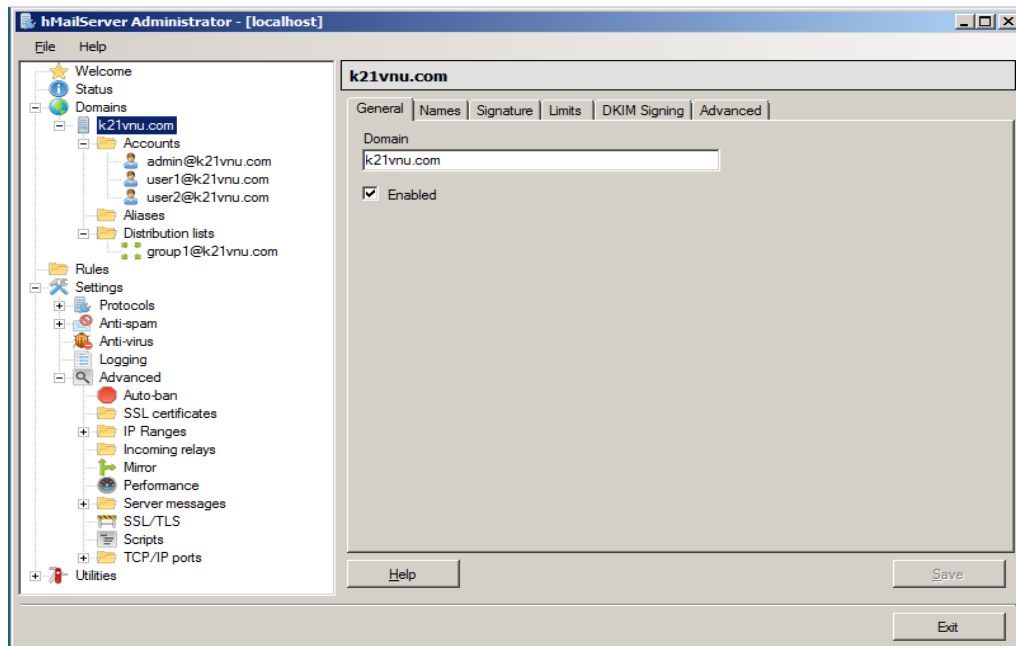 hMailServer Administrator - [localhost]
File Help
Welcome
Status
Domains
k21vnu.com
Accounts
admin@k21vnu.com
user1@k21vnu.com
user2@k21vnu.com
Aliases
Distribution lists
group1@k21vnu.com
Rules
Settings
Protocols
Anti-spam
Anti-virus
Logging
Advanced
Auto-ban
SSL certificates
IP Ranges
Incoming relays
Mirror
Performance
Server messages
SSL/TLS
Scripts
TCP/IP ports
Utilities
k21vnu.com
General Names Signature Limits DKIM Signing Advanced
Domain
k21vnu.com
Enabled
Help Save
Exit